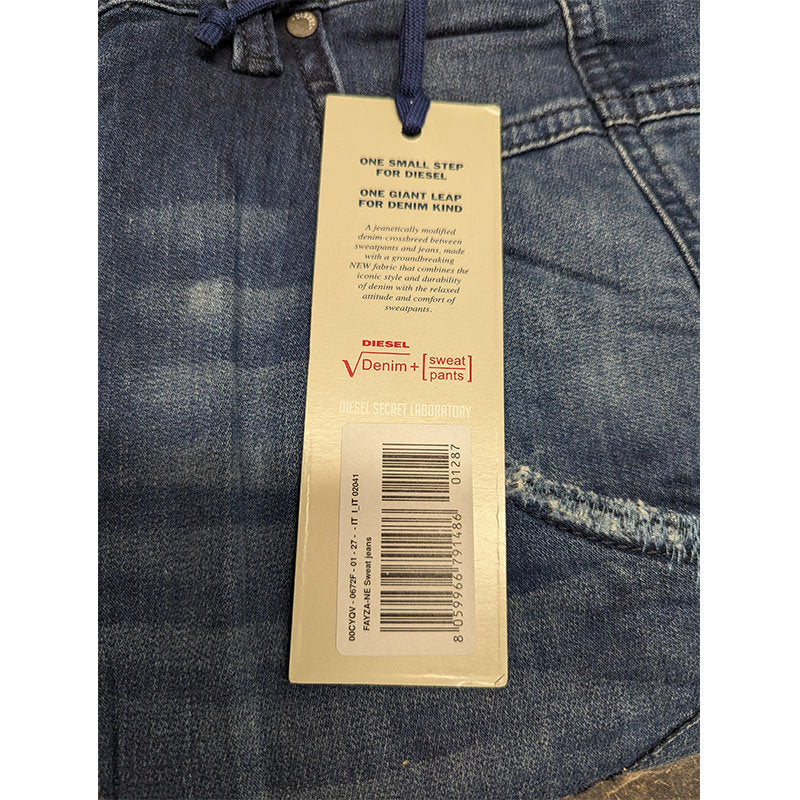 DIESEL
ONE SMALL STEP
FOR DIESEL
ONE GIANT LEAP
FOR DENIM KIND
A jeanetically modified
denim-crossbreed between
sweatpants and jeans, made
with a groundbreaking
NEW fabric that combines the
iconic style and durability
of denim with the relaxed
attitude and comfort of
sweatpants.
DIESEL
√Denim + [sweat
pants]
DIESEL SECRET LABORATORY
00CYQV - 0672F - 01 - 27 - - IT I_IT 02041
FAYZA-NE Sweat jeans
01287
8 059966 791486